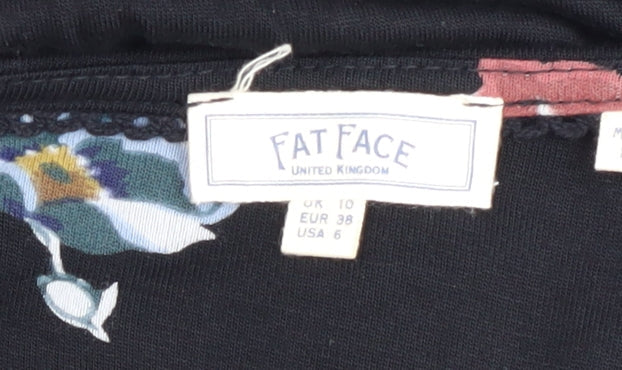 FAT FACE
UNITED KINGDOM
UK 10
EUR 38
USA 6